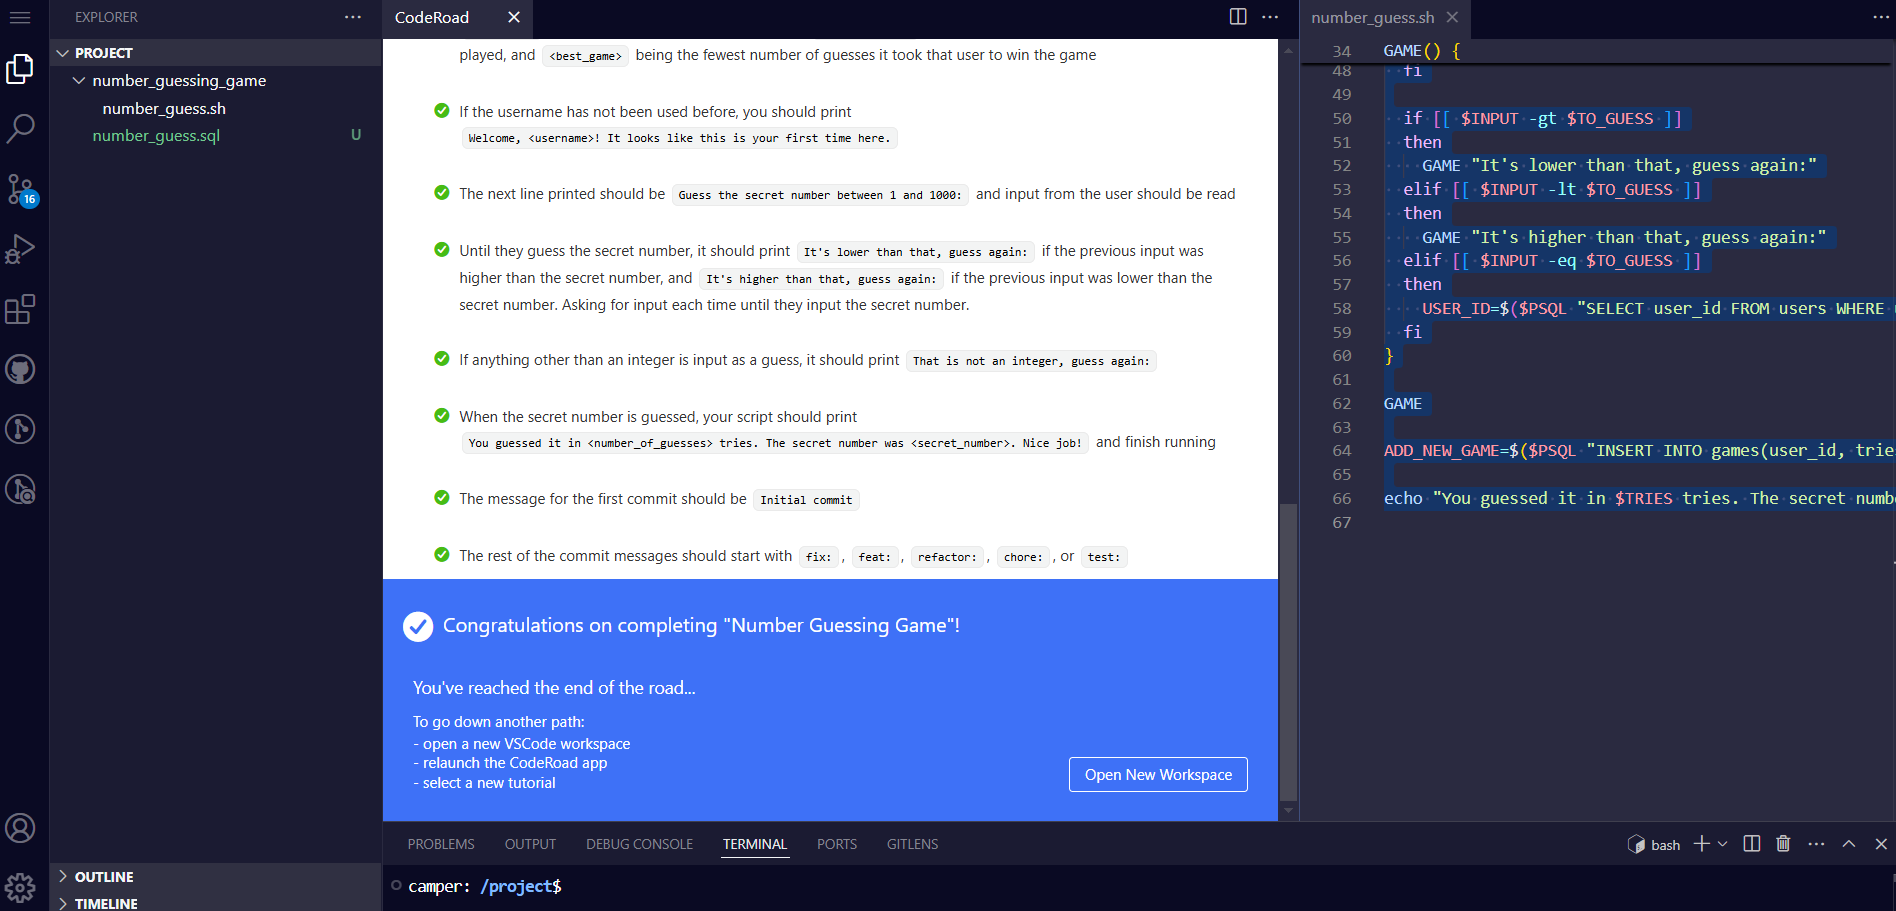 EXPLORER
PROJECT
number_guessing_game
number_guess.sh
number_guess.sql U
16
OUTLINE
TIMELINE
CodeRoad
played, and <best_game> being the fewest number of guesses it took that user to win the game
If the username has not been used before, you should print
Welcome, <username>! It looks like this is your first time here.
The next line printed should be Guess the secret number between 1 and 1000: and input from the user should be read
Until they guess the secret number, it should print It's lower than that, guess again: if the previous input was
higher than the secret number, and It's higher than that, guess again: if the previous input was lower than the
secret number. Asking for input each time until they input the secret number.
If anything other than an integer is input as a guess, it should print That is not an integer, guess again:
When the secret number is guessed, your script should print
You guessed it in <number_of_guesses> tries. The secret number was <secret_number>. Nice job! and finish running
The message for the first commit should be Initial commit
The rest of the commit messages should start with fix:, feat:, refactor:, chore:, or test:
Congratulations on completing "Number Guessing Game"!
You've reached the end of the road...
To go down another path:
- open a new VSCode workspace
- relaunch the CodeRoad app
- select a new tutorial
Open New Workspace
number_guess.sh
34 GAME() {
48 fi
49
50 if [[ $INPUT -gt $TO_GUESS ]]
51 then
52 GAME "It's lower than that, guess again:"
53 elif [[ $INPUT -lt $TO_GUESS ]]
54 then
55 GAME "It's higher than that, guess again:"
56 elif [[ $INPUT -eq $TO_GUESS ]]
57 then
58 USER_ID=$($PSQL "SELECT user_id FROM users WHERE
59 fi
60 }
61
62 GAME
63
64 ADD_NEW_GAME=$($PSQL "INSERT INTO games(user_id, trie
65
66 echo "You guessed it in $TRIES tries. The secret numb
67
PROBLEMS OUTPUT DEBUG CONSOLE TERMINAL PORTS GITLENS
bash
camper: /project$